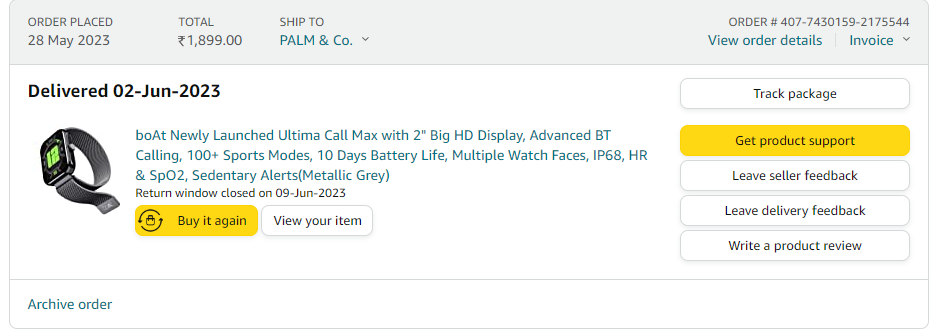 ORDER PLACED
28 May 2023
TOTAL
₹1,899.00
SHIP TO
PALM & Co.
ORDER # 407-7430159-2175544
View order details
Invoice
Delivered 02-Jun-2023
boAt Newly Launched Ultima Call Max with 2" Big HD Display, Advanced BT
Calling, 100+ Sports Modes, 10 Days Battery Life, Multiple Watch Faces, IP68, HR
& SpO2, Sedentary Alerts(Metallic Grey)
Return window closed on 09-Jun-2023
Buy it again
View your item
Track package
Get product support
Leave seller feedback
Leave delivery feedback
Write a product review
Archive order